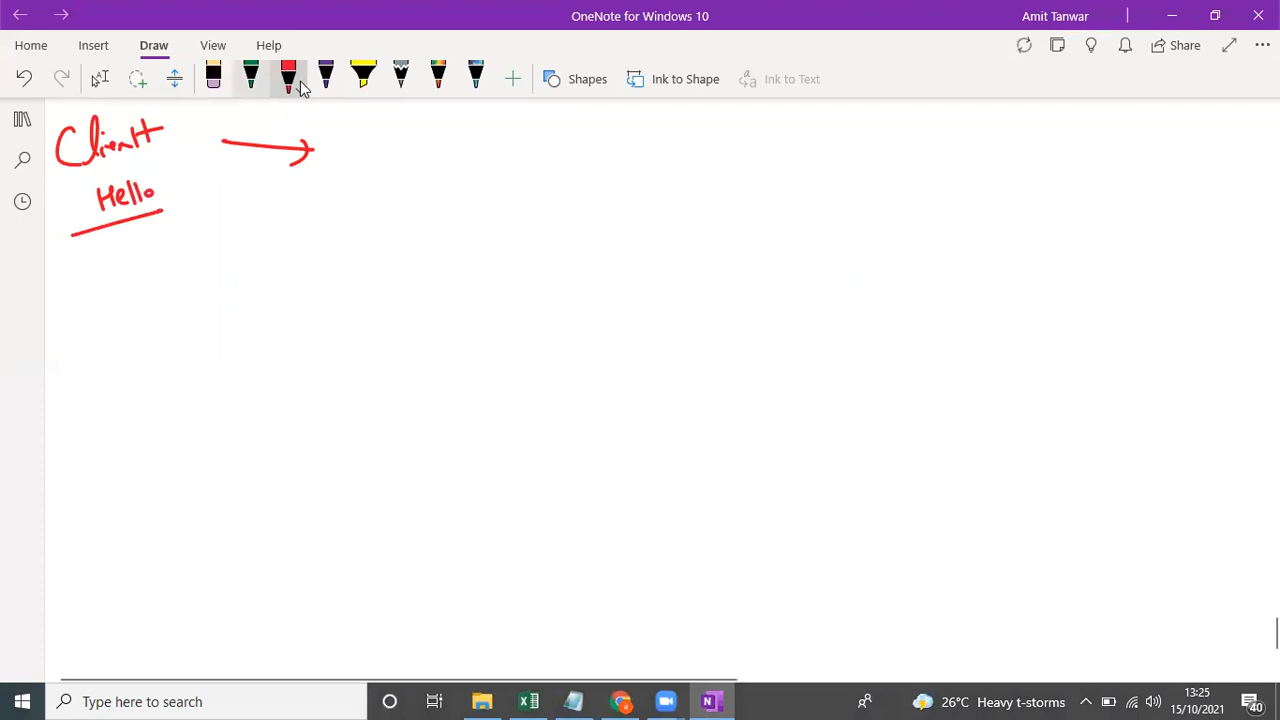 OneNote for Windows 10
Amit Tanwar
Home
Insert
Draw
View
Help
Share
Shapes
Ink to Shape
Ink to Text
Client
Hello
Type here to search
26°C Heavy t-storms
13:25
15/10/2021
40